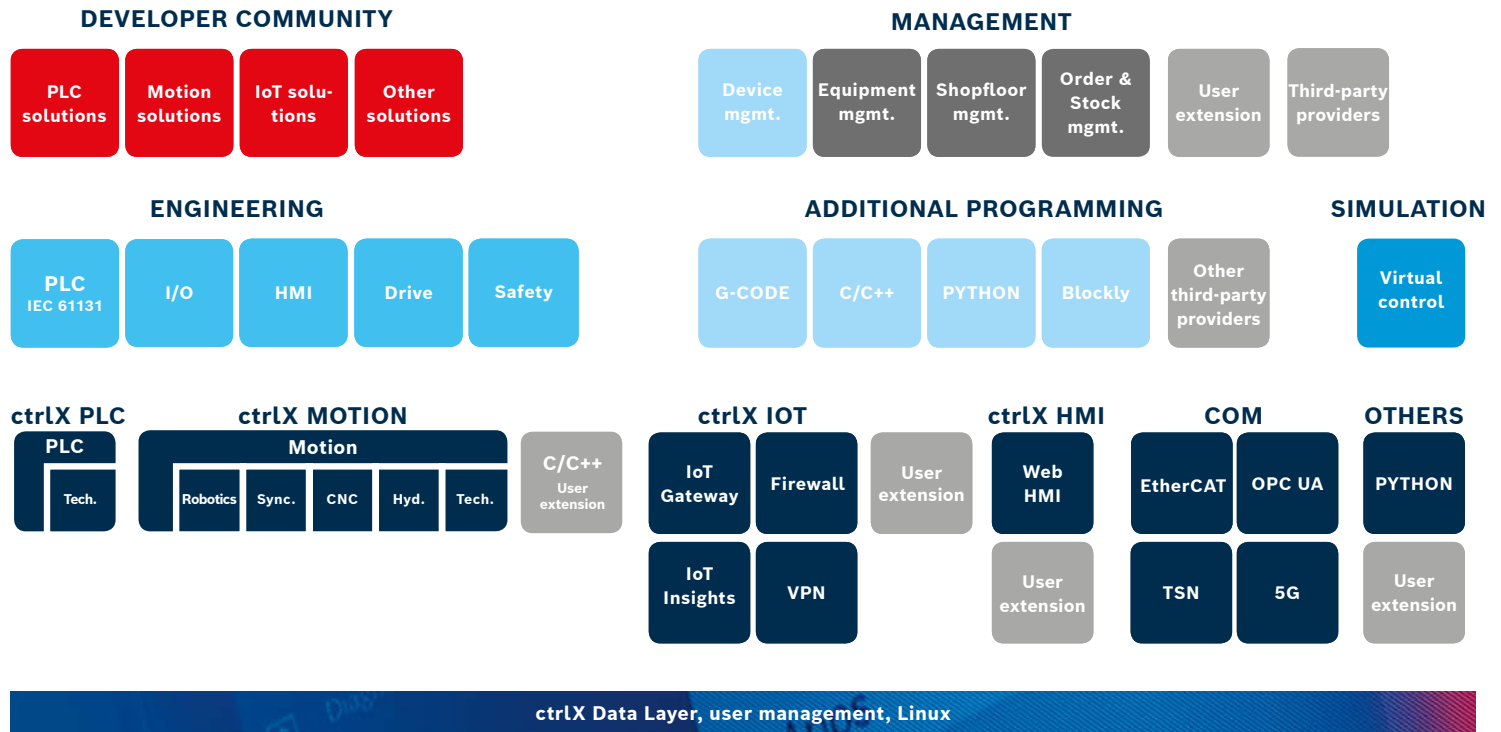 DEVELOPER COMMUNITY
PLC
solutions
Motion
solutions
IoT solu-
tions
Other
solutions
MANAGEMENT
Device
mgmt.
Equipment
mgmt.
Shopfloor
mgmt.
Order &
Stock
mgmt.
User
extension
Third-party
providers
ENGINEERING
PLC
IEC 61131
I/O
HMI
Drive
Safety
ADDITIONAL PROGRAMMING
G-CODE
C/C++
PYTHON
Blockly
Other
third-party
providers
SIMULATION
Virtual
control
ctrlX PLC
PLC
Tech.
ctrlX MOTION
Motion
Robotics
Sync.
CNC
Hyd.
Tech.
C/C++
User
extension
ctrlX IOT
IoT
Gateway
Firewall
User
extension
IoT
Insights
VPN
ctrlX HMI
Web
HMI
User
extension
COM
EtherCAT
OPC UA
TSN
5G
OTHERS
PYTHON
User
extension
ctrlX Data Layer, user management, Linux